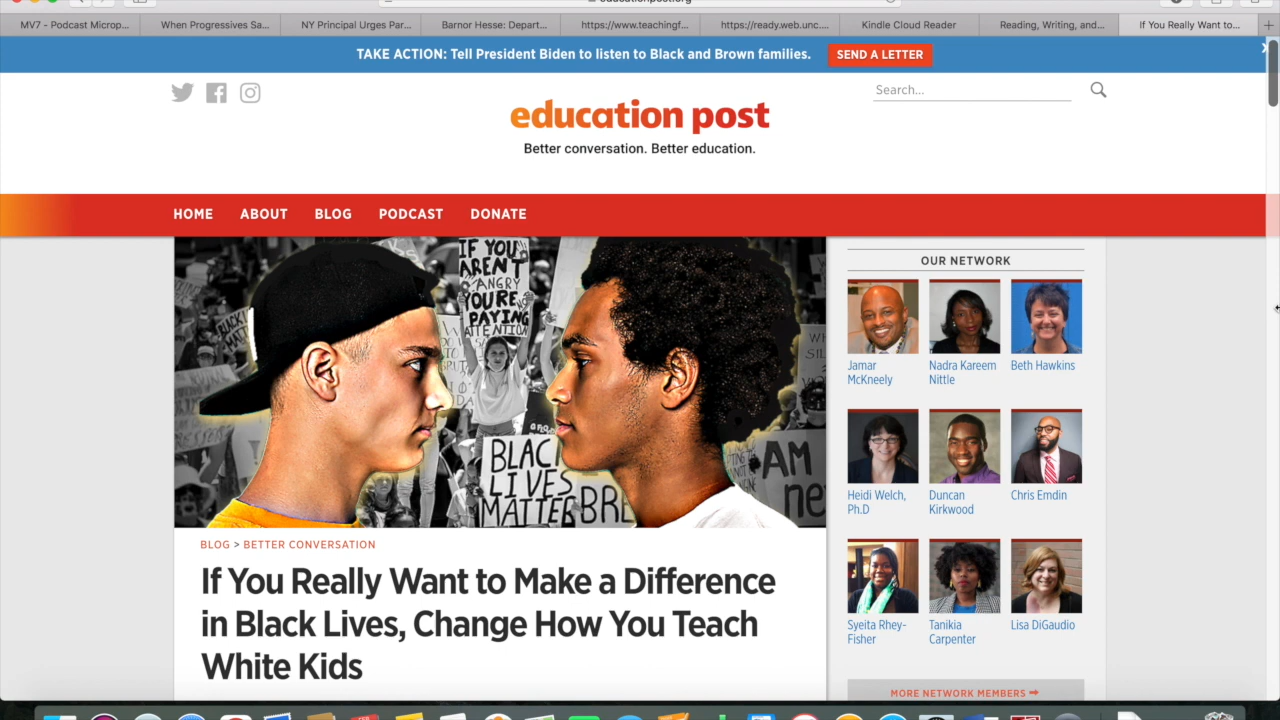 educationpost.org
MV7 - Podcast Microp...
When Progressives Sa...
NY Principal Urges Par...
Barnor Hesse: Depart...
https://www.teachingf...
https://ready.web.unc....
Kindle Cloud Reader
Reading, Writing, and...
If You Really Want to...
TAKE ACTION: Tell President Biden to listen to Black and Brown families.
SEND A LETTER
Search...
education post
Better conversation. Better education.
HOME
ABOUT
BLOG
PODCAST
DONATE
IF YOU
AREN'T
ANGRY
YOU'RE
PAYING
ATTENTION
BLACK
LIVES
MATTER
BRE
AM
OUR NETWORK
Jamar
McKneely
Nadra Kareem
Nittle
Beth Hawkins
Heidi Welch,
Ph.D
Duncan
Kirkwood
Chris Emdin
Syeita Rhey-
Fisher
Tanikia
Carpenter
Lisa DiGaudio
MORE NETWORK MEMBERS
BLOG > BETTER CONVERSATION
If You Really Want to Make a Difference
in Black Lives, Change How You Teach
White Kids